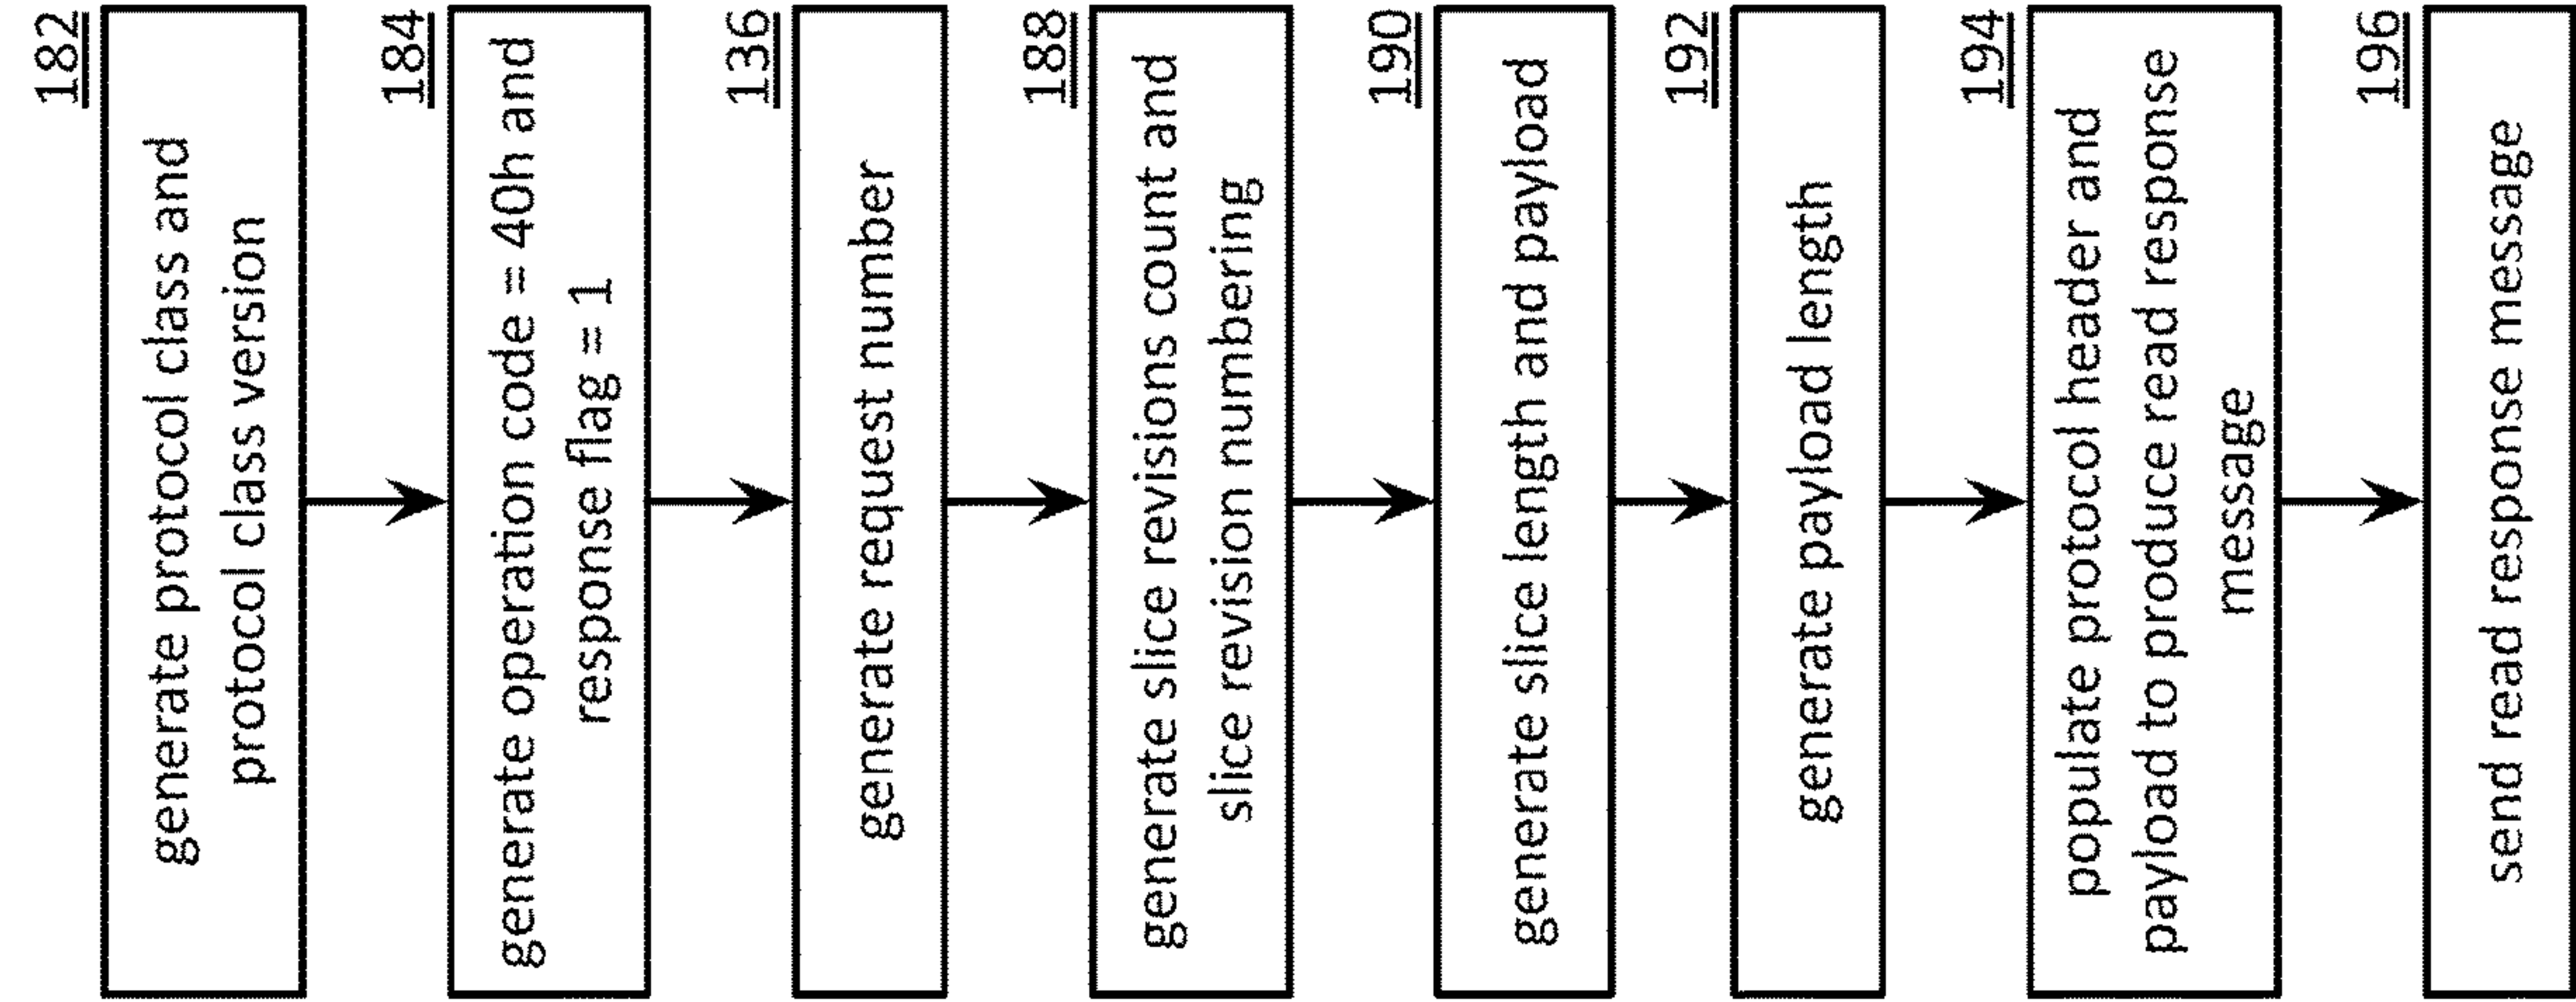 182
generate protocol class and
protocol class version
184
generate operation code = 40h and
response flag = 1
136
generate request number
188
generate slice revisions count and
slice revision numbering
190
generate slice length and payload
192
generate payload length
194
populate protocol header and
payload to produce read response
message
196
send read response message